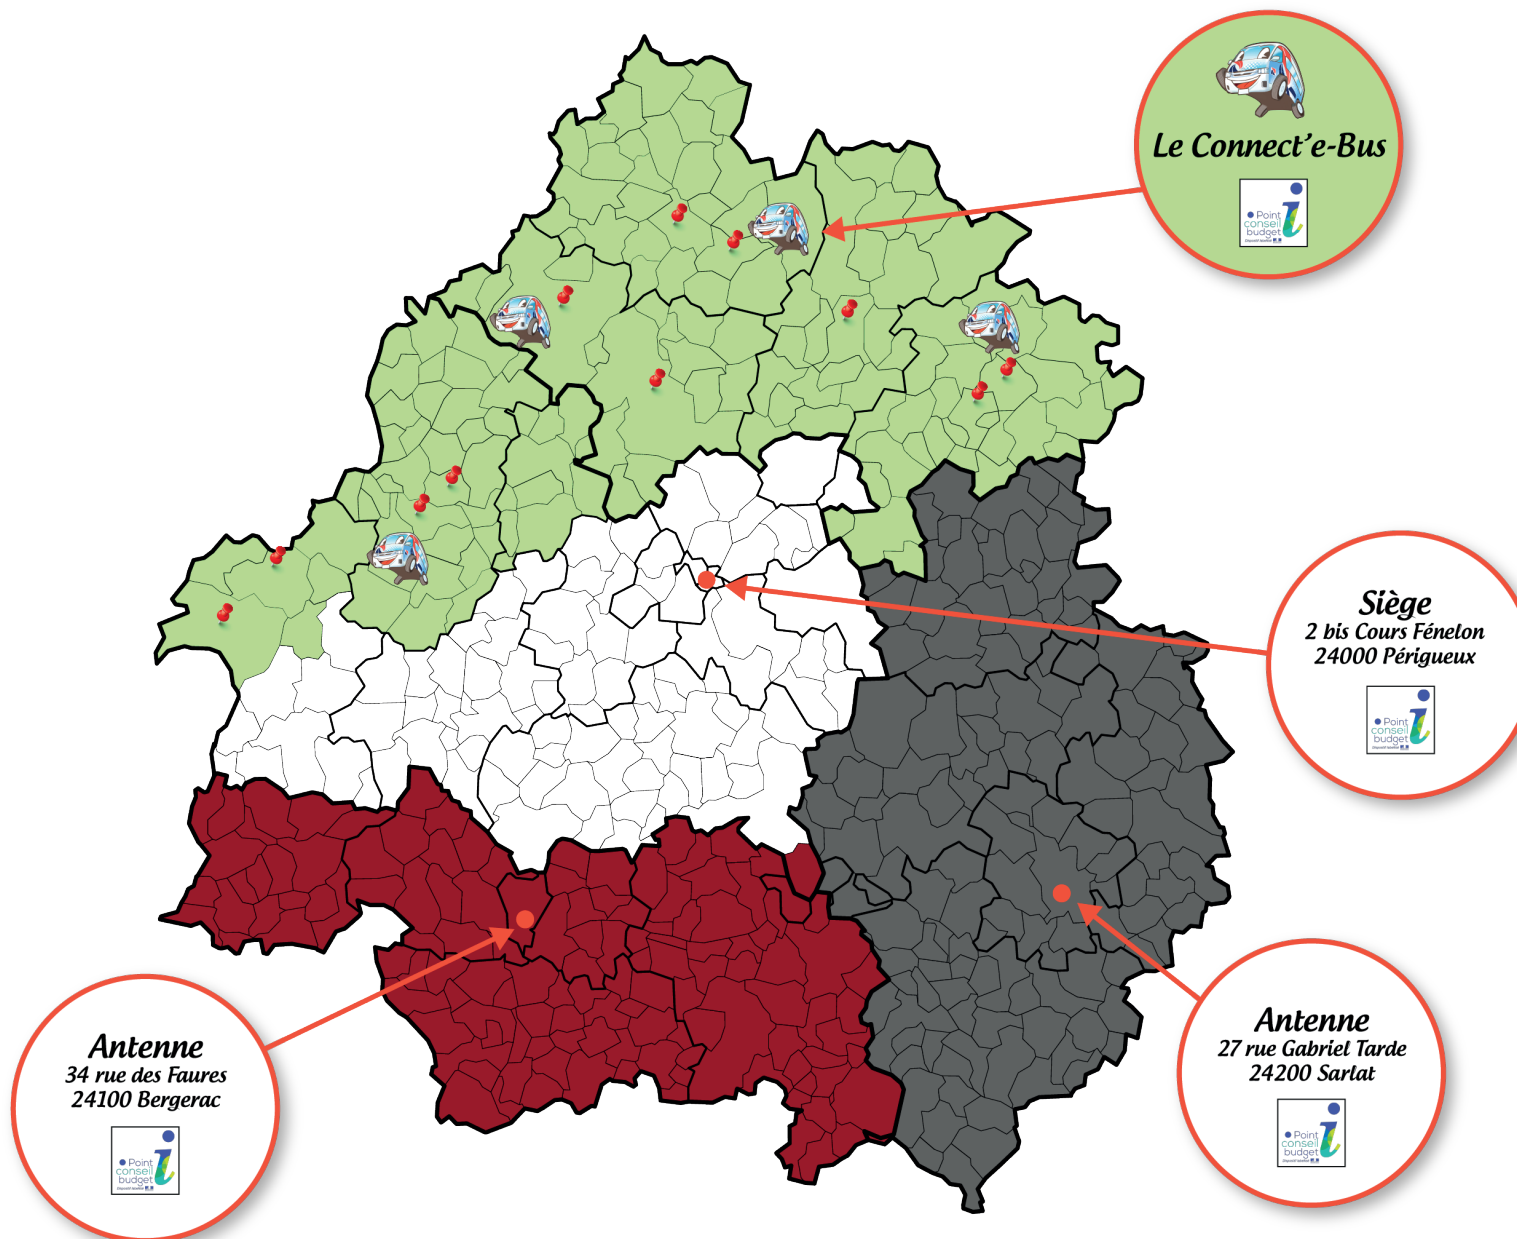 Le Connect'e-Bus
Point
conseil
budget
Siège
2 bis Cours Fénelon
24000 Périgueux
Point
conseil
budget
Antenne
34 rue des Faures
24100 Bergerac
Point
conseil
budget
Antenne
27 rue Gabriel Tarde
24200 Sarlat
Point
conseil
budget